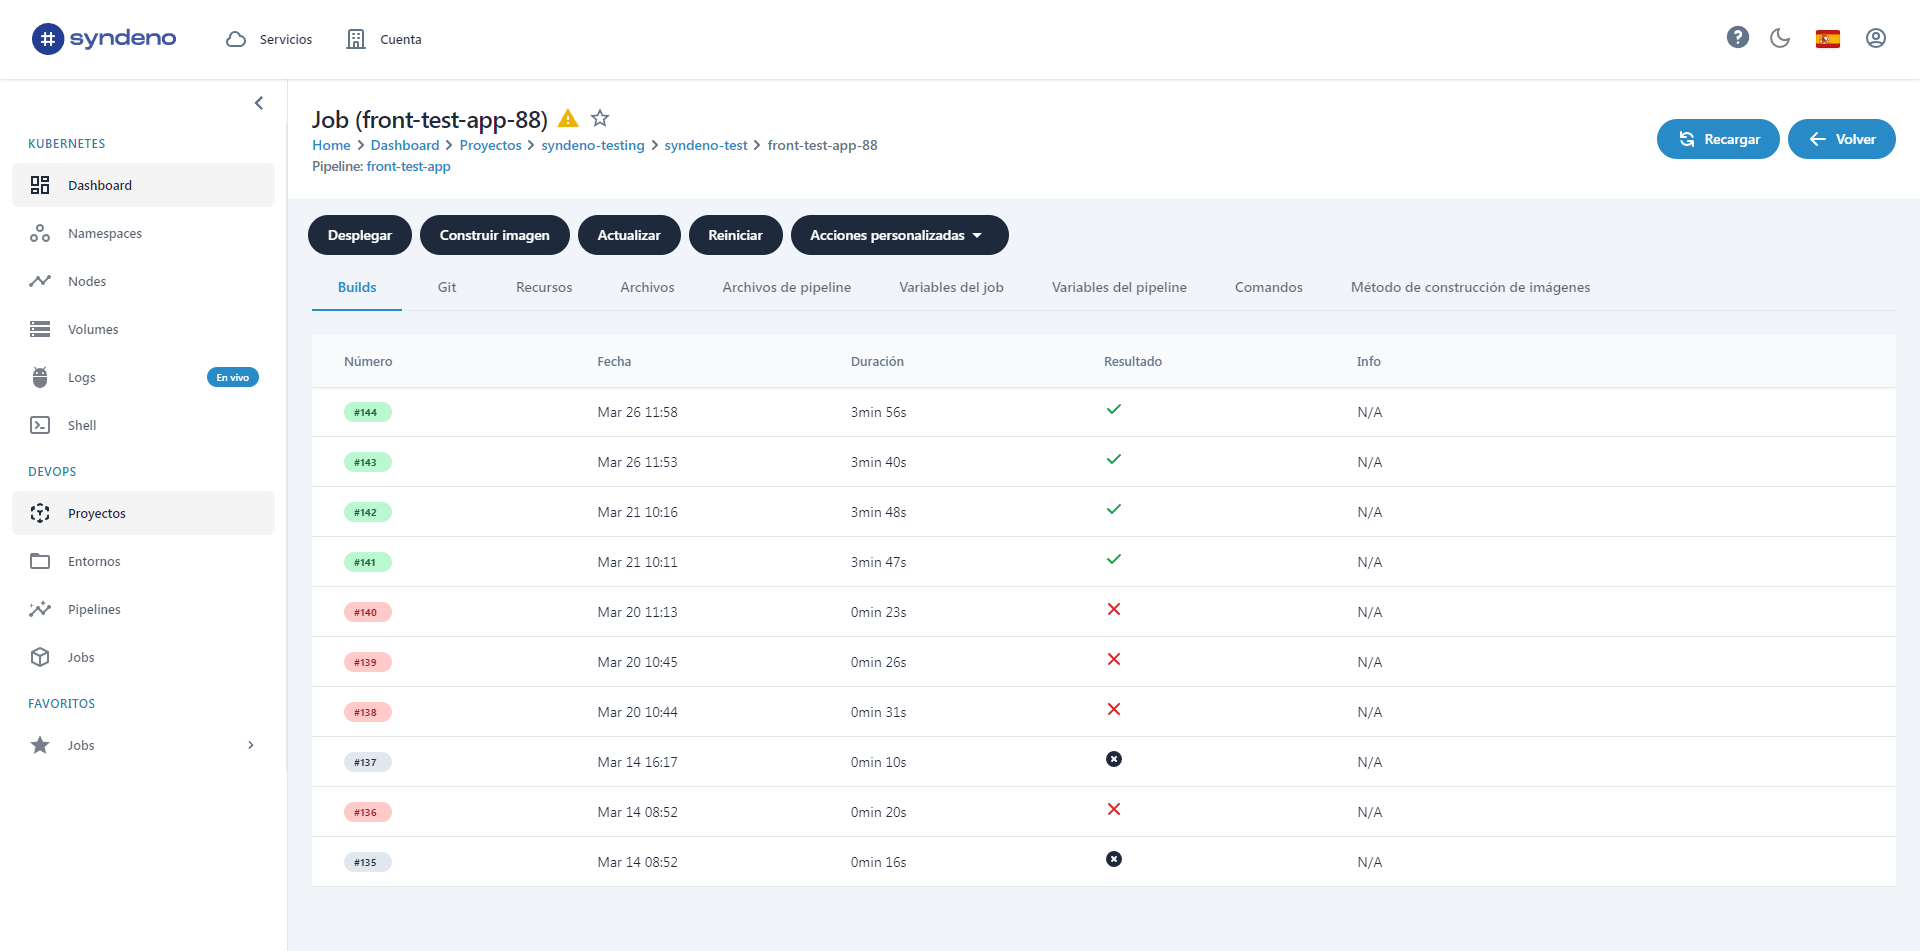 syndeno
Servicios
Cuenta
KUBERNETES
Dashboard
Namespaces
Nodes
Volumes
Logs
En vivo
Shell
DEVOPS
Proyectos
Entornos
Pipelines
Jobs
FAVORITOS
Jobs
Job (front-test-app-88)
Home > Dashboard > Proyectos > syndeno-testing > syndeno-test > front-test-app-88
Pipeline: front-test-app
Recargar
Volver
Desplegar
Construir imagen
Actualizar
Reiniciar
Acciones personalizadas
Builds
Git
Recursos
Archivos
Archivos de pipeline
Variables del job
Variables del pipeline
Comandos
Método de construcción de imágenes
Número Fecha Duración Resultado Info
#144 Mar 26 11:58 3min 56s N/A
#143 Mar 26 11:53 3min 40s N/A
#142 Mar 21 10:16 3min 48s N/A
#141 Mar 21 10:11 3min 47s N/A
#140 Mar 20 11:13 0min 23s N/A
#139 Mar 20 10:45 0min 26s N/A
#138 Mar 20 10:44 0min 31s N/A
#137 Mar 14 16:17 0min 10s N/A
#136 Mar 14 08:52 0min 20s N/A
#135 Mar 14 08:52 0min 16s N/A